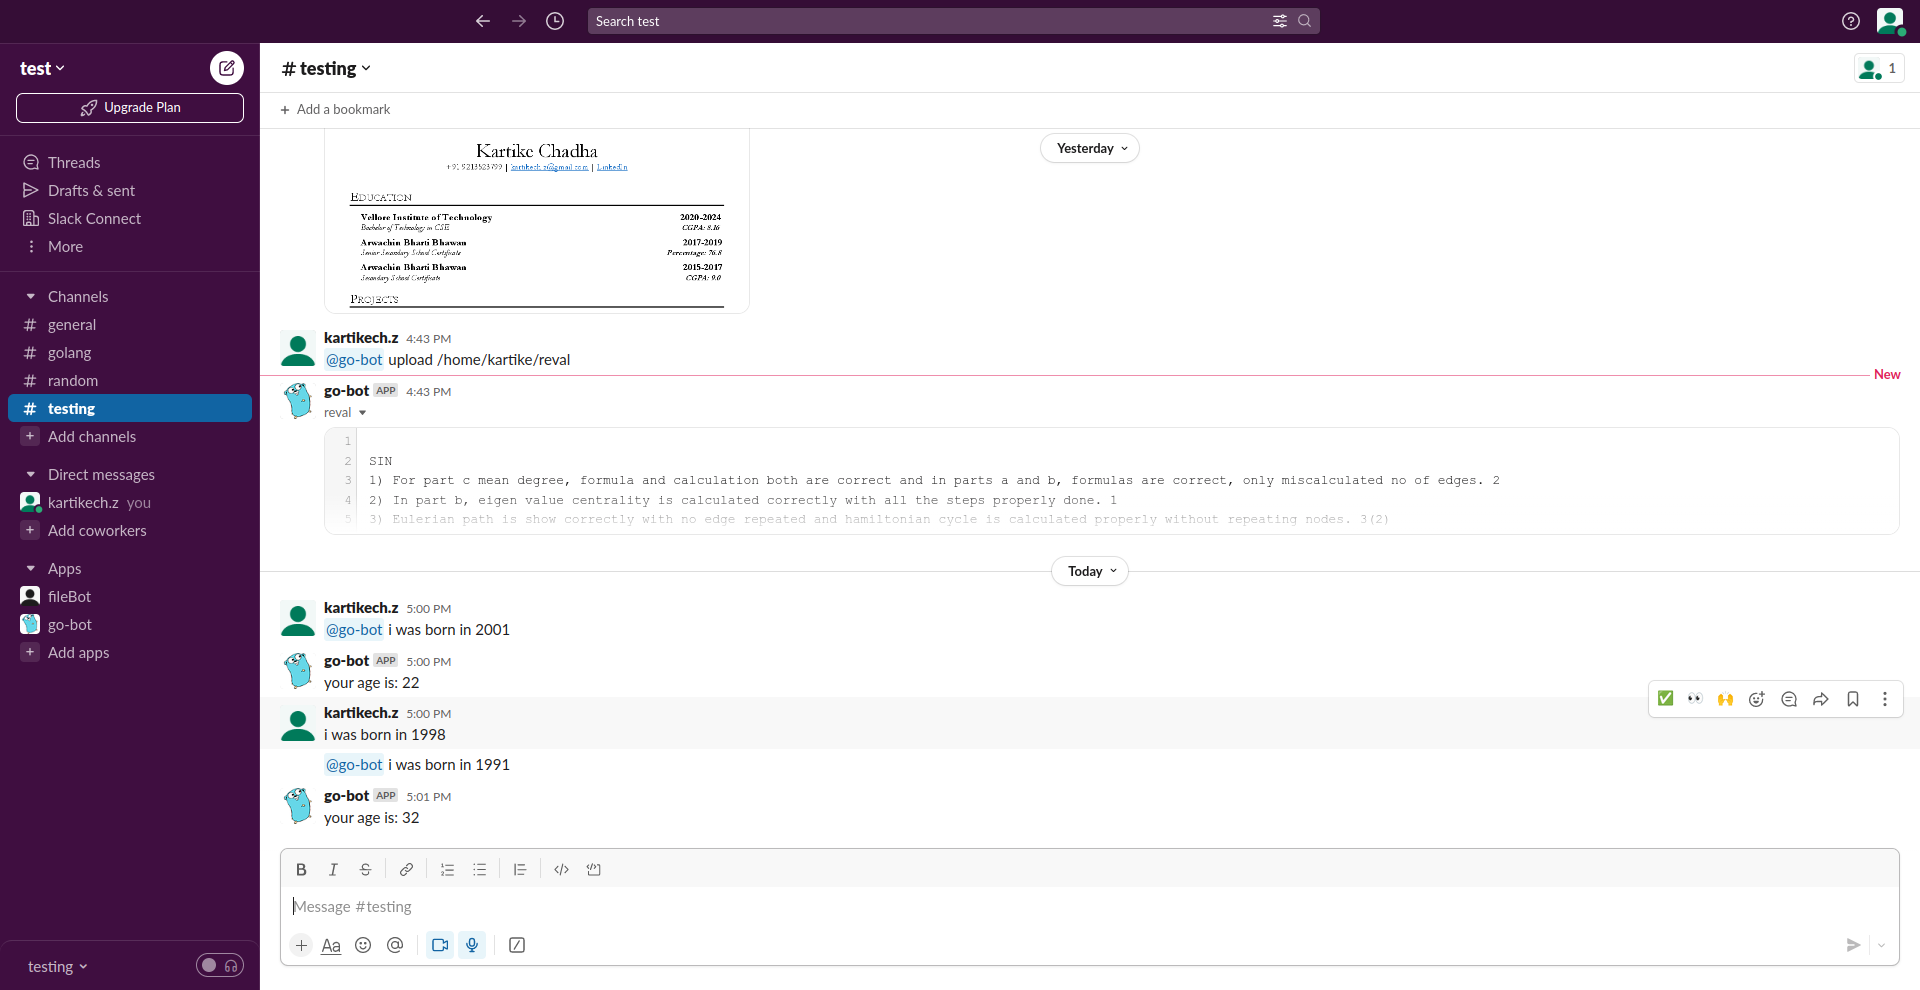 Search test
test
Upgrade Plan
Threads
Drafts & sent
Slack Connect
More
Channels
# general
# golang
# random
# testing
+ Add channels
Direct messages
kartikech.z you
+ Add coworkers
Apps
fileBot
go-bot
+ Add apps
testing
# testing
1
+ Add a bookmark
Yesterday
Kartike Chadha
+91 9213523799 | kartikech.z@gmail.com | LinkedIn
EDUCATION
Vellore Institute of Technology 2020-2024
Bachelor of Technology in CSE CGPA: 8.16
Arwachin Bharti Bhawan 2017-2019
Senior Secondary School Certificate Percentage: 76.8
Arwachin Bharti Bhawan 2015-2017
Secondary School Certificate CGPA: 9.0
PROJECTS
kartikech.z 4:43 PM
@go-bot upload /home/kartike/reval
New
go-bot APP 4:43 PM
reval
1
2 SIN
3 1) For part c mean degree, formula and calculation both are correct and in parts a and b, formulas are correct, only miscalculated no of edges. 2
4 2) In part b, eigen value centrality is calculated correctly with all the steps properly done. 1
5 3) Eulerian path is show correctly with no edge repeated and hamiltonian cycle is calculated properly without repeating nodes. 3(2)
Today
kartikech.z 5:00 PM
@go-bot i was born in 2001
go-bot APP 5:00 PM
your age is: 22
kartikech.z 5:00 PM
i was born in 1998
@go-bot i was born in 1991
go-bot APP 5:01 PM
your age is: 32
B I S
Message #testing
+ Aa @